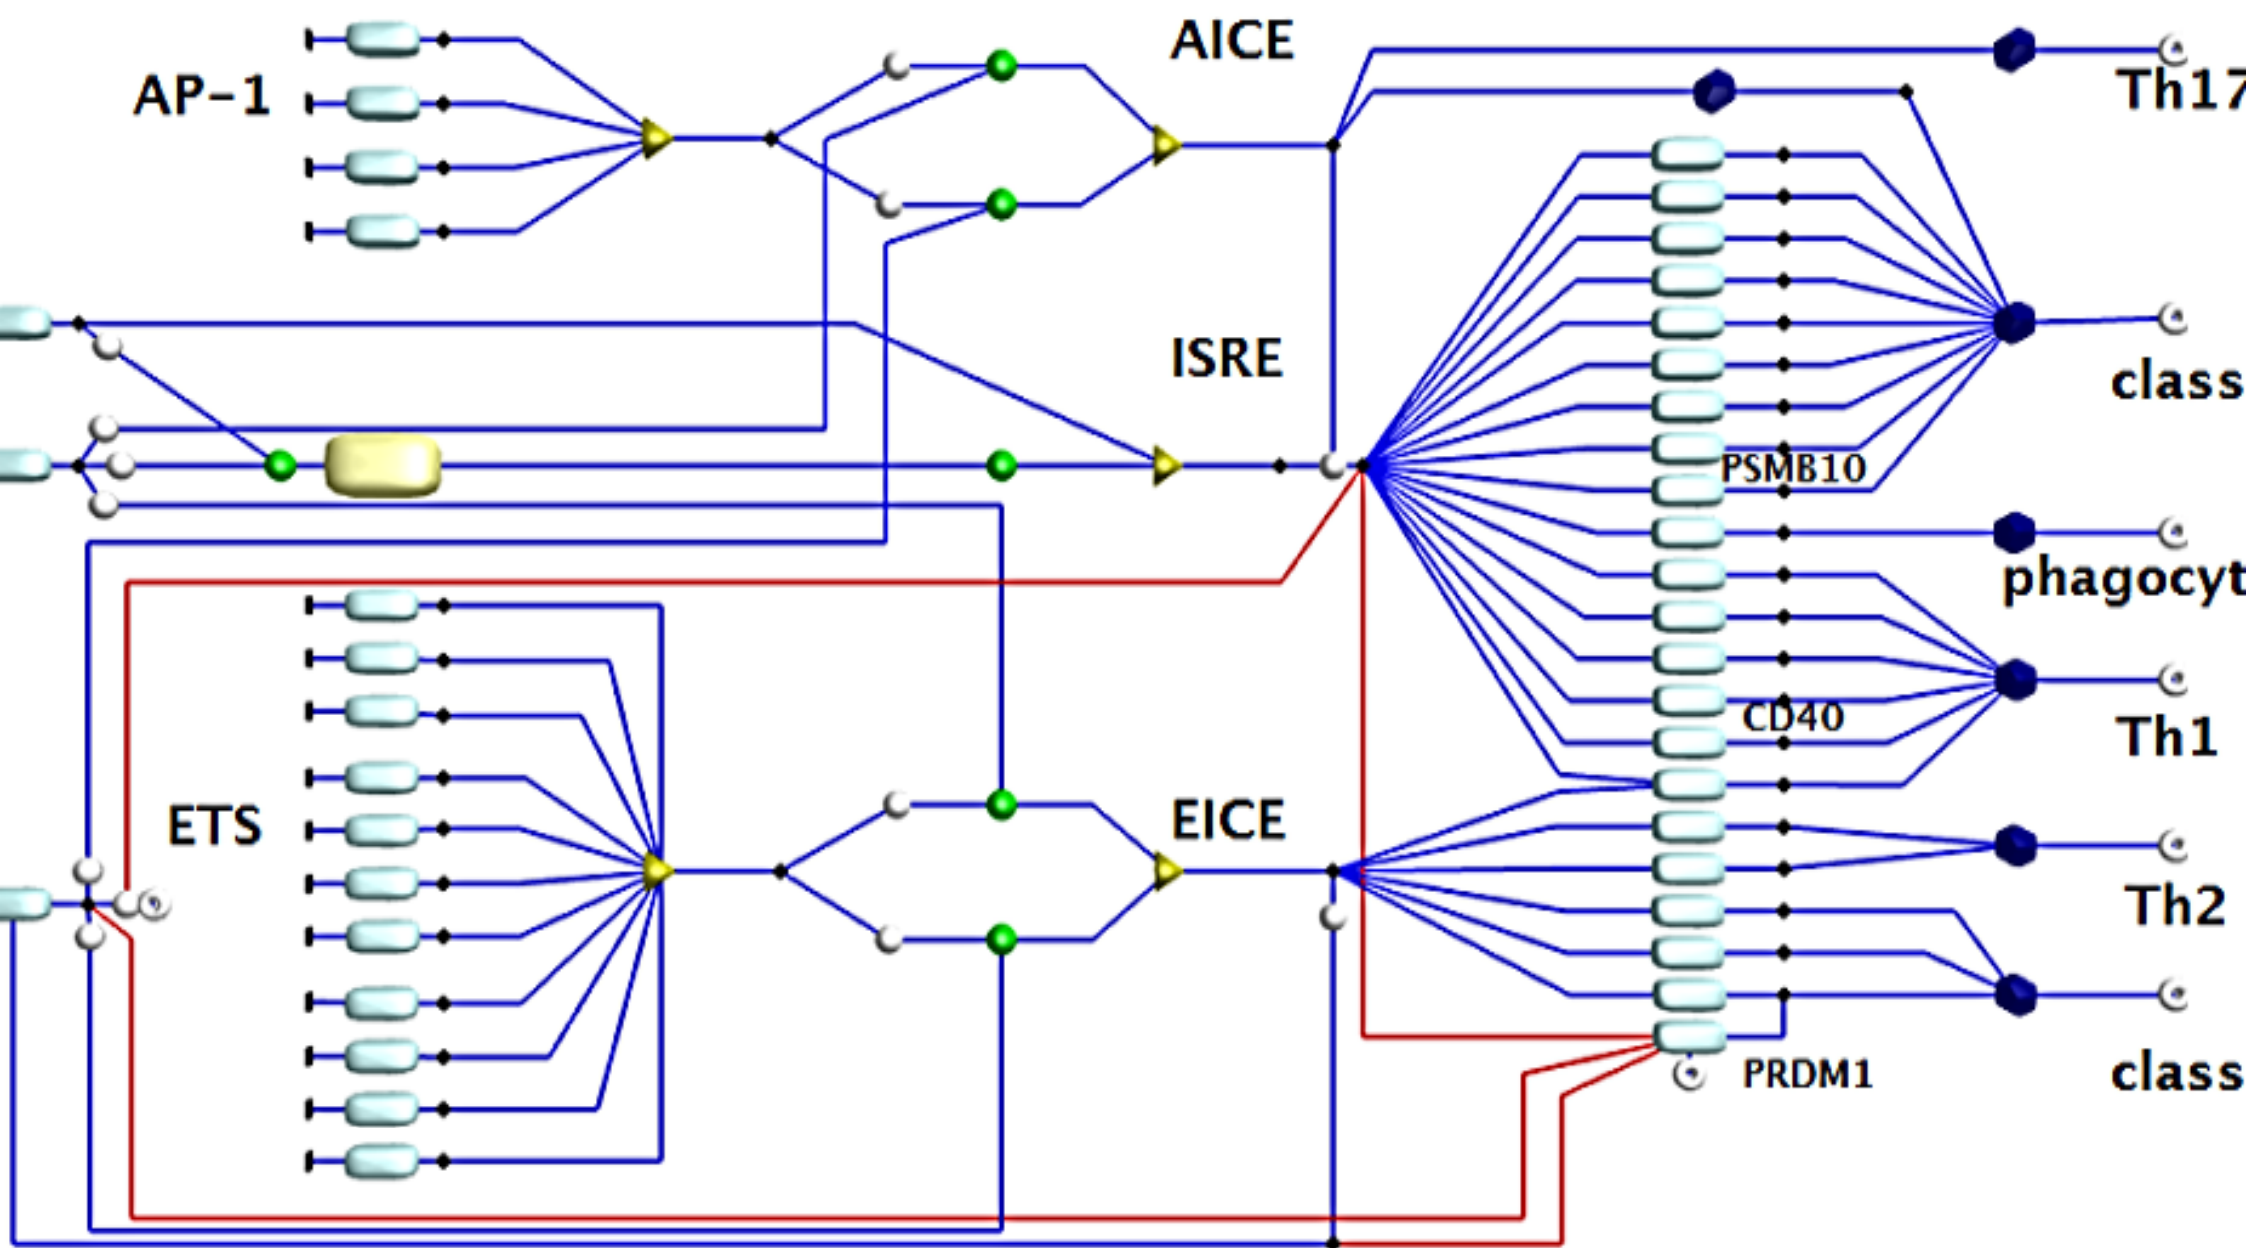 AICE
AP-1
Th17
ISRE
class
PSMB10
phagocyt
CD40
Th1
ETS
EICE
Th2
PRDM1
class